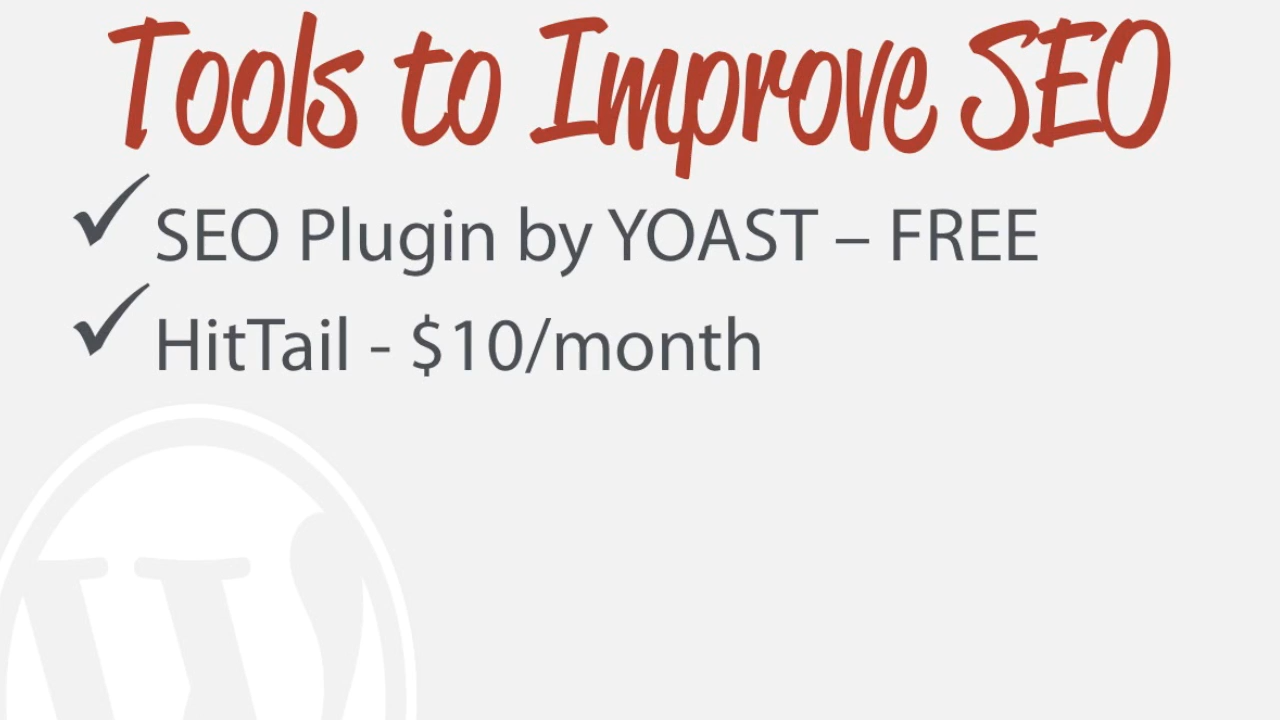 Tools to Improve SEO
SEO Plugin by YOAST – FREE
HitTail - $10/month